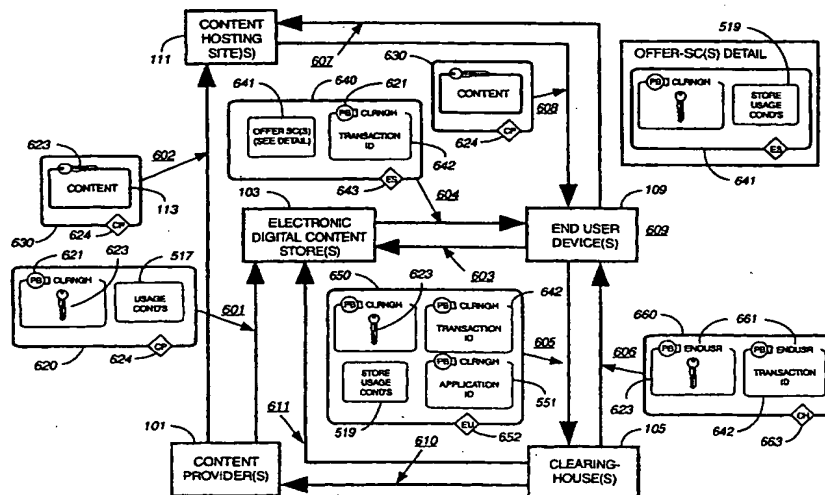 CONTENT
HOSTING
SITE(S)
111
607
630
CONTENT
608
CP
624
OFFER-SC(S) DETAIL
519
PB CLRNGH
STORE
USAGE
COND'S
ES
641
641
640
621
OFFER SC(S)
(SEE DETAIL)
PB CLRNGH
TRANSACTION
ID
642
ES
643
604
623
602
CONTENT
113
CP
630
624
103
ELECTRONIC
DIGITAL CONTENT
STORE(S)
109
END USER
DEVICE(S)
609
603
621
623
517
PB CLRNGH
USAGE
COND'S
601
CP
620
624
650
623
642
PB CLRNGH
PB CLRNGH
TRANSACTION
ID
605
PB CLRNGH
APPLICATION
ID
551
STORE
USAGE
COND'S
519
EU
652
611
606
660
661
PB ENDUSR
PB ENDUSR
TRANSACTION
ID
623
642
CH
663
101
CONTENT
PROVIDER(S)
610
105
CLEARING-
HOUSE(S)